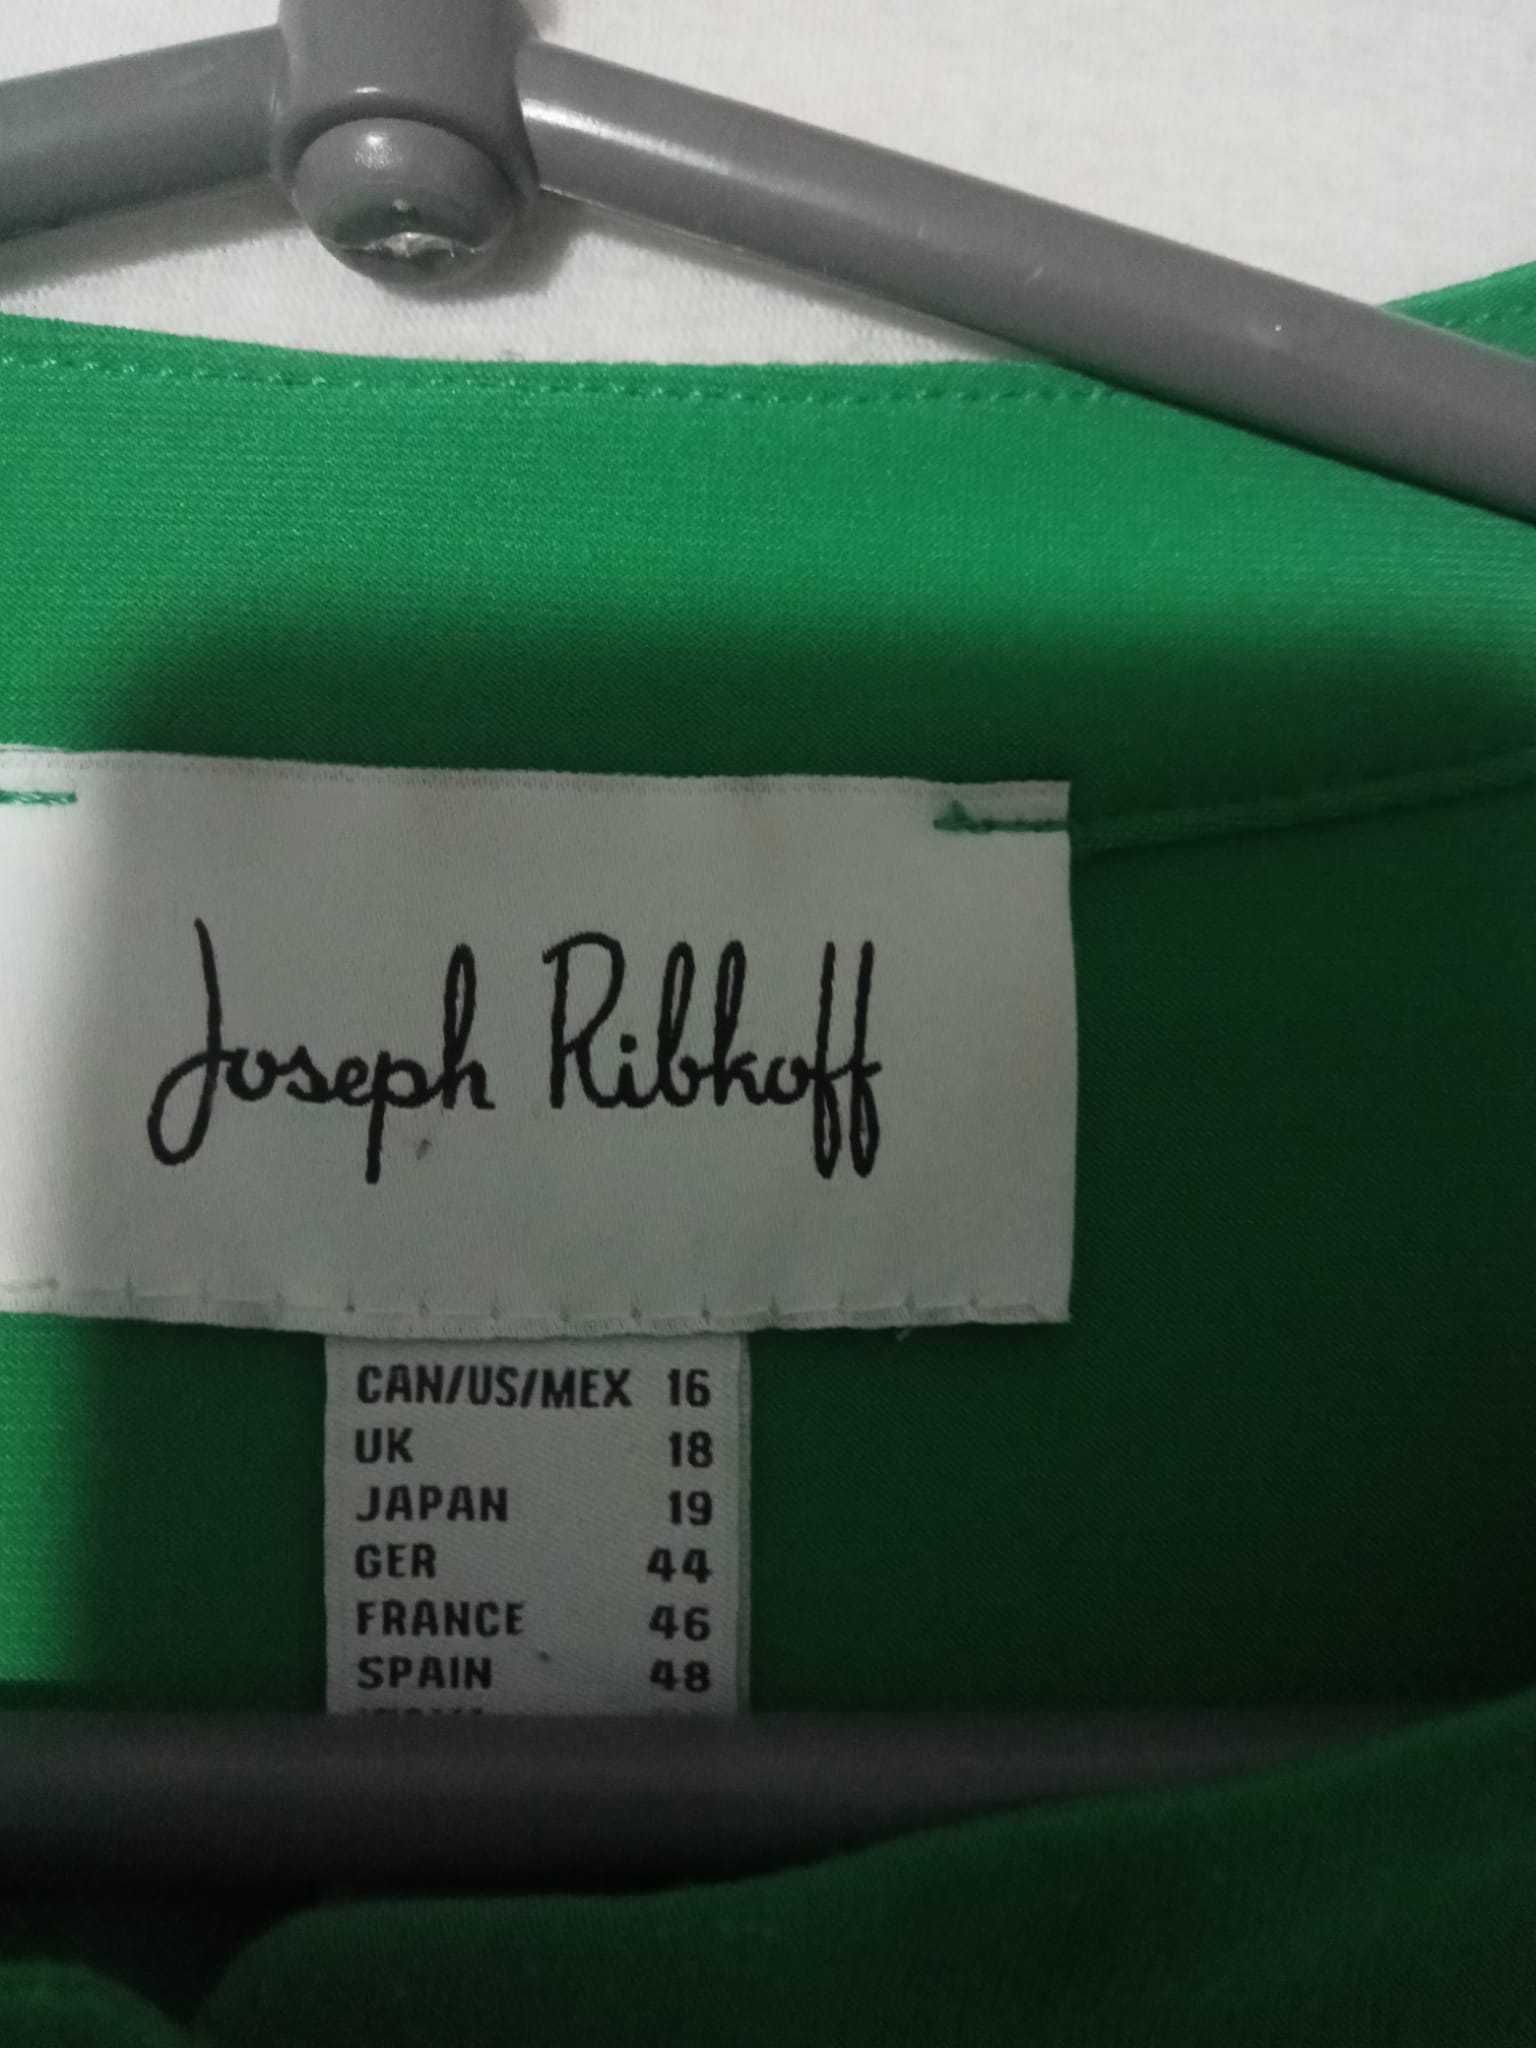 Joseph Ribkoff
CAN/US/MEX 16
UK 18
JAPAN 19
GER 44
FRANCE 46
SPAIN 48